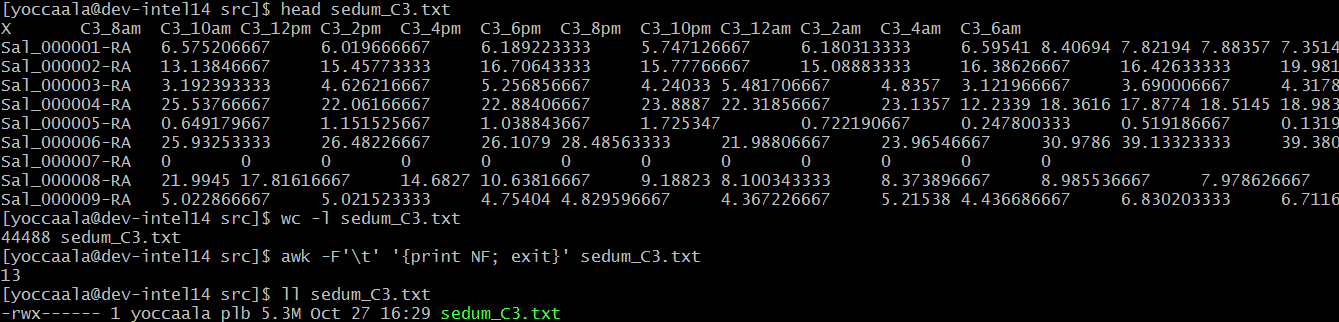 [yoccaala@dev-intel14 src]$ head sedum_C3.txt
X C3_8am C3_10am C3_12pm C3_2pm C3_4pm C3_6pm C3_8pm C3_10pm C3_12am C3_2am C3_4am C3_6am
Sal_000001-RA 6.575206667 6.019666667 6.189223333 5.747126667 6.180313333 6.59541 8.40694 7.82194 7.88357 7.3514
Sal_000002-RA 13.13846667 15.45773333 16.70643333 15.77766667 15.08883333 16.38626667 16.42633333 19.981
Sal_000003-RA 3.192393333 4.626216667 5.256856667 4.24033 5.481706667 4.8357 3.121966667 3.690006667 4.3178
Sal_000004-RA 25.53766667 22.06166667 22.88406667 23.8887 22.31856667 23.1357 12.2339 18.3616 17.8774 18.5145 18.983
Sal_000005-RA 0.649179667 1.151525667 1.038843667 1.725347 0.722190667 0.247800333 0.519186667 0.1319
Sal_000006-RA 25.93253333 26.48226667 26.1079 28.48563333 21.98806667 23.96546667 30.9786 39.13323333 39.380
Sal_000007-RA 0 0 0 0 0 0 0 0 0 0 0 0
Sal_000008-RA 21.9945 17.81616667 14.6827 10.63816667 9.18823 8.100343333 8.373896667 8.985536667 7.978626667
Sal_000009-RA 5.022866667 5.021523333 4.75404 4.829596667 4.367226667 5.21538 4.436686667 6.830203333 6.7116
[yoccaala@dev-intel14 src]$ wc -l sedum_C3.txt
44488 sedum_C3.txt
[yoccaala@dev-intel14 src]$ awk -F'\t' '{print NF; exit}' sedum_C3.txt
13
[yoccaala@dev-intel14 src]$ ll sedum_C3.txt
-rwx------ 1 yoccaala plb 5.3M Oct 27 16:29 sedum_C3.txt